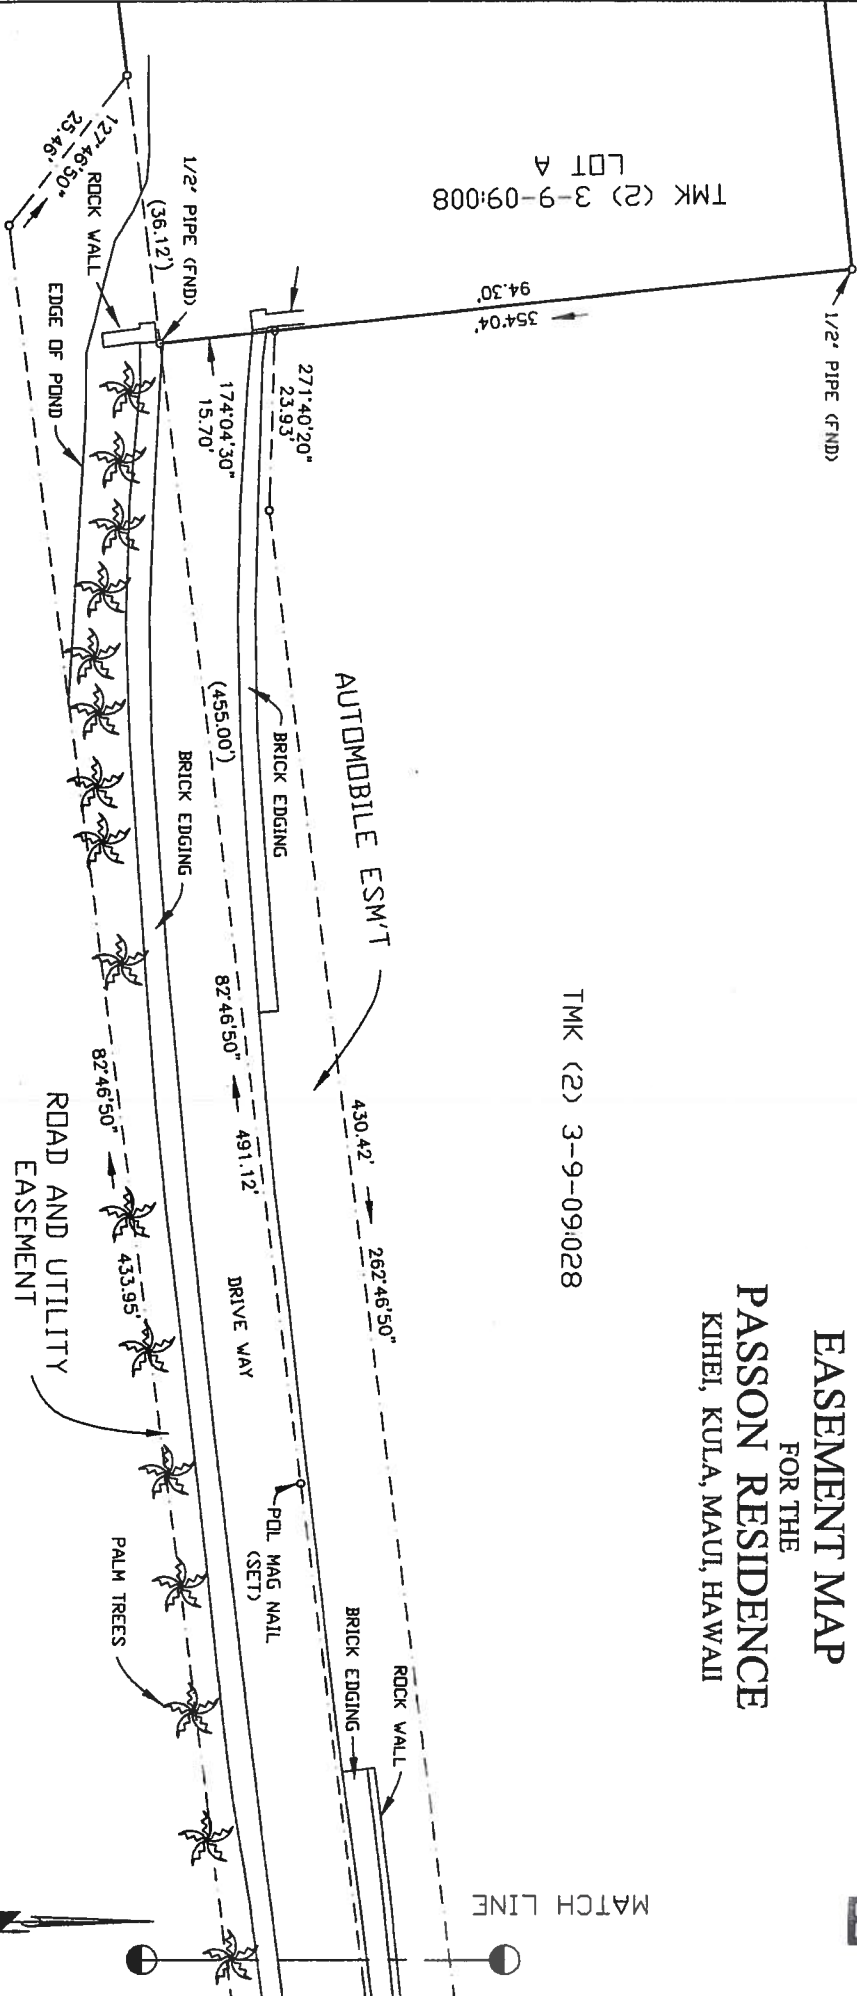 EASEMENT MAP
FOR THE
PASSON RESIDENCE
KIHEI, KULA, MAUI, HAWAII
1/2" PIPE (FND)
TMK (2) 3-9-09:008
LOT A
94.30'
354°04'
TMK (2) 3-9-09:028
AUTOMOBILE ESM'T
430.42'
262°46'50"
271°40'20"
23.93'
174°04'30"
15.70'
1/2" PIPE (FND)
(36.12')
127°46'50"
25.46'
ROCK WALL
EDGE OF POND
(455.00')
BRICK EDGING
BRICK EDGING
82°46'50"
491.12'
DRIVE WAY
POL MAG NAIL
(SET)
BRICK EDGING
ROCK WALL
82°46'50"
433.95'
ROAD AND UTILITY
EASEMENT
PALM TREES
MATCH LINE